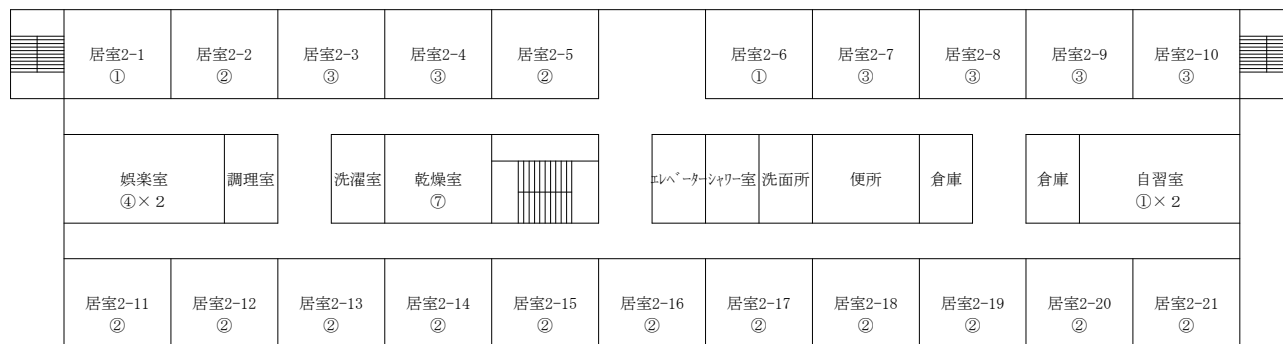 居室2-1 居室2-2 居室2-3 居室2-4 居室2-5 居室2-6 居室2-7 居室2-8 居室2-9 居室2-10
① ② ③ ③ ② ① ③ ③ ③ ③
娯楽室 調理室 洗濯室 乾燥室 ｴﾚﾍﾞｰﾀｰ ｼｬﾜｰ室 洗面所 便所 倉庫 倉庫 自習室
④×２ ⑦ ①×２
居室2-11 居室2-12 居室2-13 居室2-14 居室2-15 居室2-16 居室2-17 居室2-18 居室2-19 居室2-20 居室2-21
② ② ② ② ② ② ② ② ② ② ②